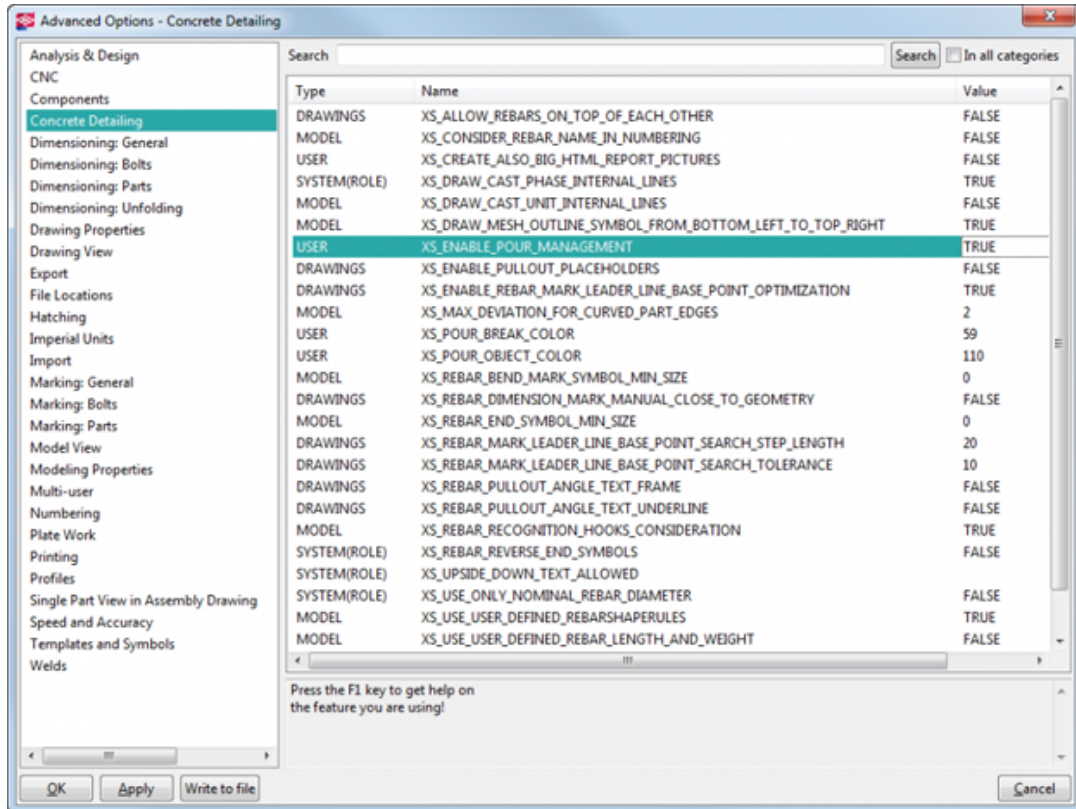 Advanced Options - Concrete Detailing
Analysis & Design
CNC
Components
Concrete Detailing
Dimensioning: General
Dimensioning: Bolts
Dimensioning: Parts
Dimensioning: Unfolding
Drawing Properties
Drawing View
Export
File Locations
Hatching
Imperial Units
Import
Marking: General
Marking: Bolts
Marking: Parts
Model View
Modeling Properties
Multi-user
Numbering
Plate Work
Printing
Profiles
Single Part View in Assembly Drawing
Speed and Accuracy
Templates and Symbols
Welds
Search Search In all categories
Type Name Value
DRAWINGS XS_ALLOW_REBARS_ON_TOP_OF_EACH_OTHER FALSE
MODEL XS_CONSIDER_REBAR_NAME_IN_NUMBERING FALSE
USER XS_CREATE_ALSO_BIG_HTML_REPORT_PICTURES FALSE
SYSTEM(ROLE) XS_DRAW_CAST_PHASE_INTERNAL_LINES TRUE
MODEL XS_DRAW_CAST_UNIT_INTERNAL_LINES FALSE
MODEL XS_DRAW_MESH_OUTLINE_SYMBOL_FROM_BOTTOM_LEFT_TO_TOP_RIGHT TRUE
USER XS_ENABLE_POUR_MANAGEMENT TRUE
DRAWINGS XS_ENABLE_PULLOUT_PLACEHOLDERS FALSE
DRAWINGS XS_ENABLE_REBAR_MARK_LEADER_LINE_BASE_POINT_OPTIMIZATION TRUE
MODEL XS_MAX_DEVIATION_FOR_CURVED_PART_EDGES 2
USER XS_POUR_BREAK_COLOR 59
USER XS_POUR_OBJECT_COLOR 110
MODEL XS_REBAR_BEND_MARK_SYMBOL_MIN_SIZE 0
DRAWINGS XS_REBAR_DIMENSION_MARK_MANUAL_CLOSE_TO_GEOMETRY FALSE
MODEL XS_REBAR_END_SYMBOL_MIN_SIZE 0
DRAWINGS XS_REBAR_MARK_LEADER_LINE_BASE_POINT_SEARCH_STEP_LENGTH 20
DRAWINGS XS_REBAR_MARK_LEADER_LINE_BASE_POINT_SEARCH_TOLERANCE 10
DRAWINGS XS_REBAR_PULLOUT_ANGLE_TEXT_FRAME FALSE
DRAWINGS XS_REBAR_PULLOUT_ANGLE_TEXT_UNDERLINE FALSE
MODEL XS_REBAR_RECOGNITION_HOOKS_CONSIDERATION TRUE
SYSTEM(ROLE) XS_REBAR_REVERSE_END_SYMBOLS FALSE
SYSTEM(ROLE) XS_UPSIDE_DOWN_TEXT_ALLOWED
SYSTEM(ROLE) XS_USE_ONLY_NOMINAL_REBAR_DIAMETER FALSE
MODEL XS_USE_USER_DEFINED_REBARSHAPERULES TRUE
MODEL XS_USE_USER_DEFINED_REBAR_LENGTH_AND_WEIGHT FALSE
Press the F1 key to get help on
the feature you are using!
OK Apply Write to file Cancel